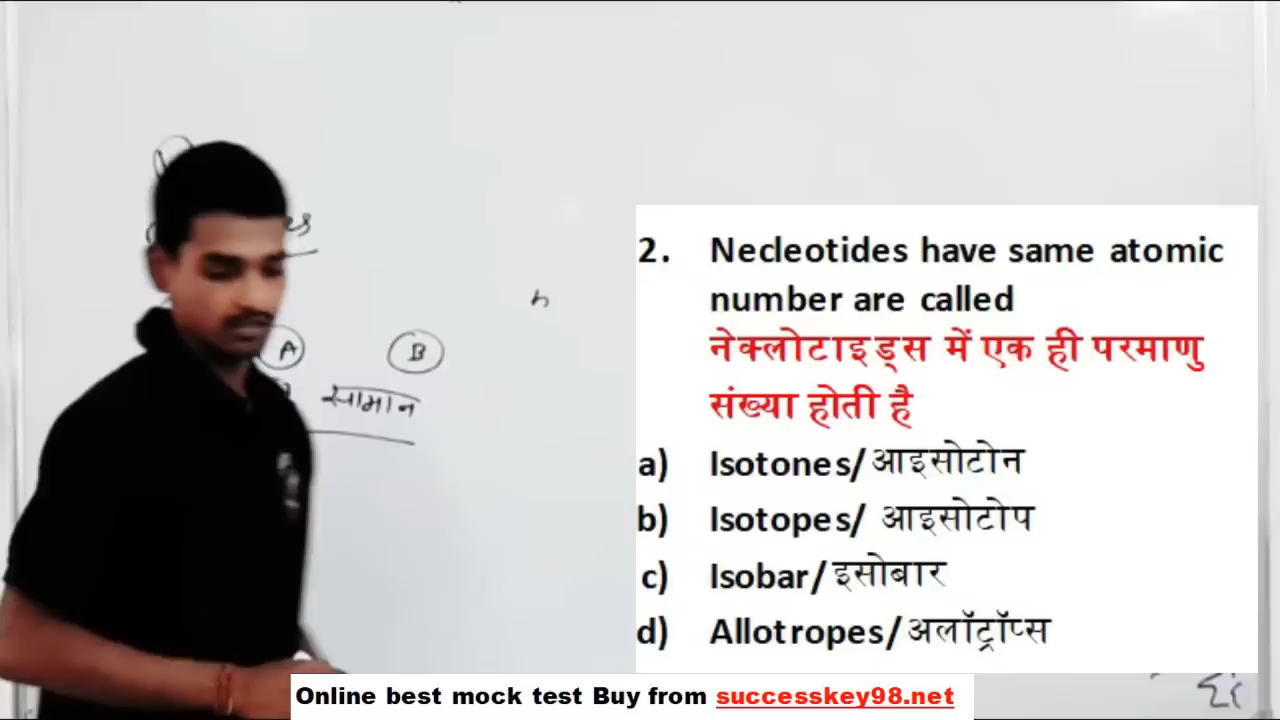 A B
सामान
n
2. Necleotides have same atomic
number are called
नेक्लोटाइड्स में एक ही परमाणु
संख्या होती है
a) Isotones/आइसोटोन
b) Isotopes/ आइसोटोप
c) Isobar/इसोबार
d) Allotropes/अलॉट्रॉप्स
Online best mock test Buy from successkey98.net